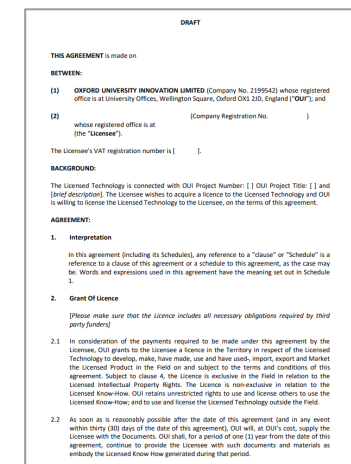 DRAFT
THIS AGREEMENT is made on
BETWEEN:
(1) OXFORD UNIVERSITY INNOVATION LIMITED (Company No. 2199542) whose registered
office is at University Offices, Wellington Square, Oxford OX1 2JD, England ("OUI"); and
(2) (Company Registration No. )
whose registered office is at
(the "Licensee").
The Licensee's VAT registration number is [ ].
BACKGROUND:
The Licensed Technology is connected with OUI Project Number: [ ] OUI Project Title: [ ] and
[brief description]. The Licensee wishes to acquire a licence to the Licensed Technology and OUI
is willing to license the Licensed Technology to the Licensee, on the terms of this agreement.
AGREEMENT:
1. Interpretation
In this agreement (including its Schedules), any reference to a "clause" or "Schedule" is a
reference to a clause of this agreement or a schedule to this agreement, as the case may
be. Words and expressions used in this agreement have the meaning set out in Schedule
1.
2. Grant Of Licence
[Please make sure that the Licence includes all necessary obligations required by third
party funders]
2.1 In consideration of the payments required to be made under this agreement by the
Licensee, OUI grants to the Licensee a licence in the Territory in respect of the Licensed
Technology to develop, make, have made, use and have used-, import, export and Market
the Licensed Product in the Field on and subject to the terms and conditions of this
agreement. Subject to clause 4, the Licence is exclusive in the Field in relation to the
Licensed Intellectual Property Rights. The Licence is non-exclusive in relation to the
Licensed Know-How. OUI retains unrestricted rights to use and license others to use the
Licensed Know-How; and to use and license the Licensed Technology outside the Field.
2.2 As soon as is reasonably possible after the date of this agreement (and in any event
within thirty (30) days of the date of this agreement), OUI will, at OUI's cost, supply the
Licensee with the Documents. OUI shall, for a period of one (1) year from the date of this
agreement, continue to provide the Licensee with such documents and materials as
embody the Licensed Know-How generated during that period.